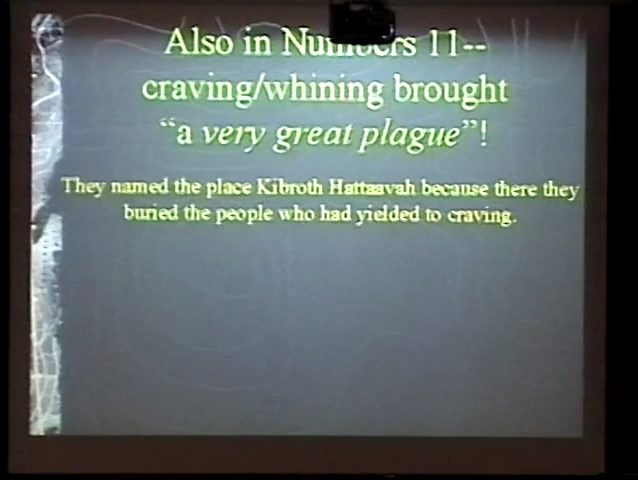 Also in Numbers 11--
craving/whining brought
“a very great plague”!
They named the place Kibroth Hattaavah because there they
buried the people who had yielded to craving.